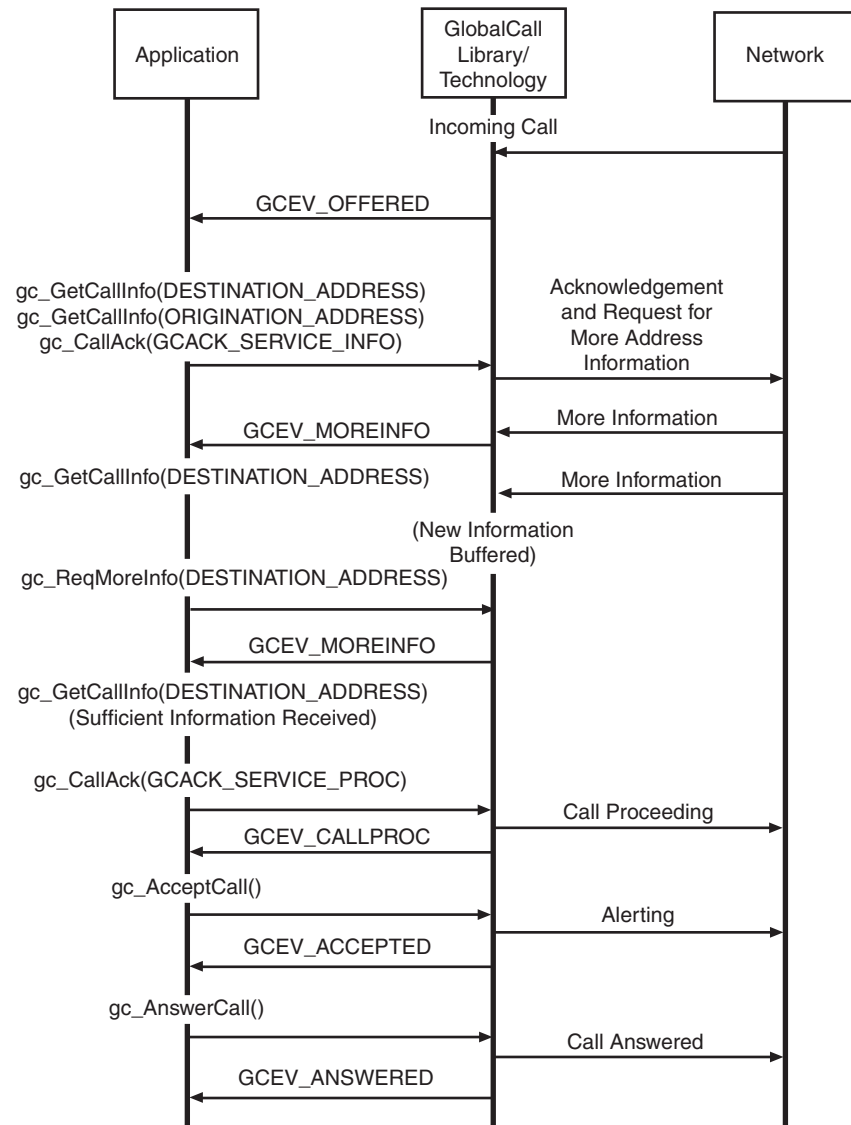 Application
GlobalCall
Library/
Technology
Network
Incoming Call
GCEV_OFFERED
gc_GetCallInfo(DESTINATION_ADDRESS)
gc_GetCallInfo(ORIGINATION_ADDRESS)
gc_CallAck(GCACK_SERVICE_INFO)
Acknowledgement
and Request for
More Address
Information
GCEV_MOREINFO
More Information
gc_GetCallInfo(DESTINATION_ADDRESS)
More Information
(New Information
Buffered)
gc_ReqMoreInfo(DESTINATION_ADDRESS)
GCEV_MOREINFO
gc_GetCallInfo(DESTINATION_ADDRESS)
(Sufficient Information Received)
gc_CallAck(GCACK_SERVICE_PROC)
Call Proceeding
GCEV_CALLPROC
gc_AcceptCall()
Alerting
GCEV_ACCEPTED
gc_AnswerCall()
Call Answered
GCEV_ANSWERED